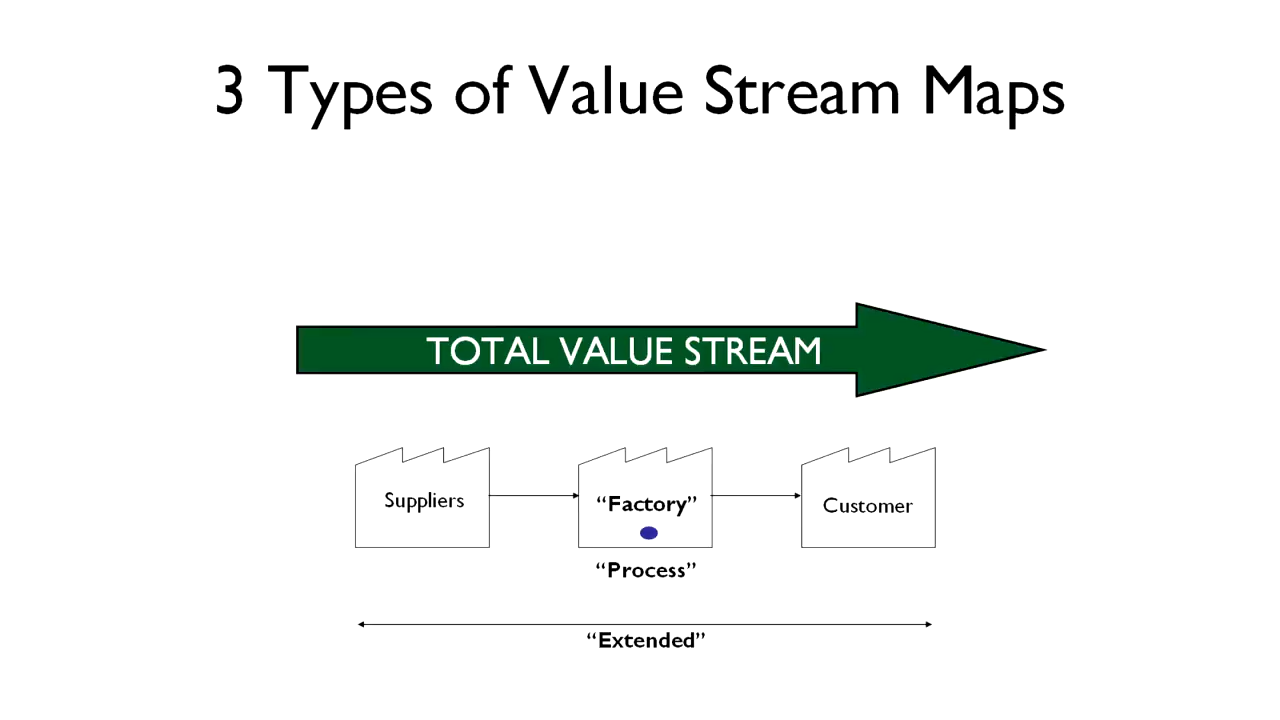 3 Types of Value Stream Maps
TOTAL VALUE STREAM
Suppliers
“Factory”
Customer
“Process”
“Extended”